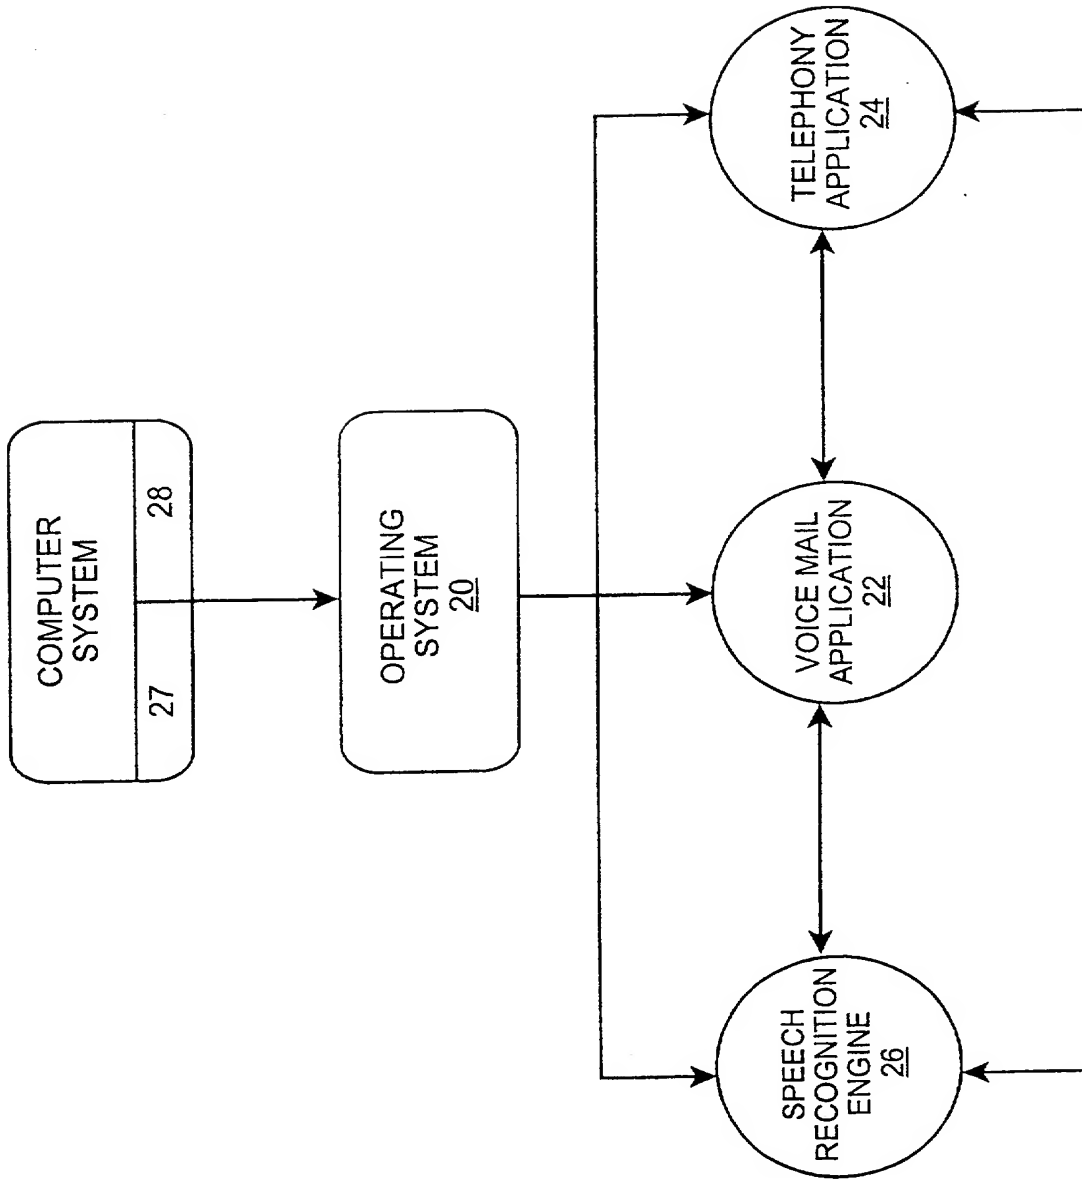 COMPUTER
SYSTEM
27
28
OPERATING
SYSTEM
20
SPEECH
RECOGNITION
ENGINE
26
VOICE MAIL
APPLICATION
22
TELEPHONY
APPLICATION
24